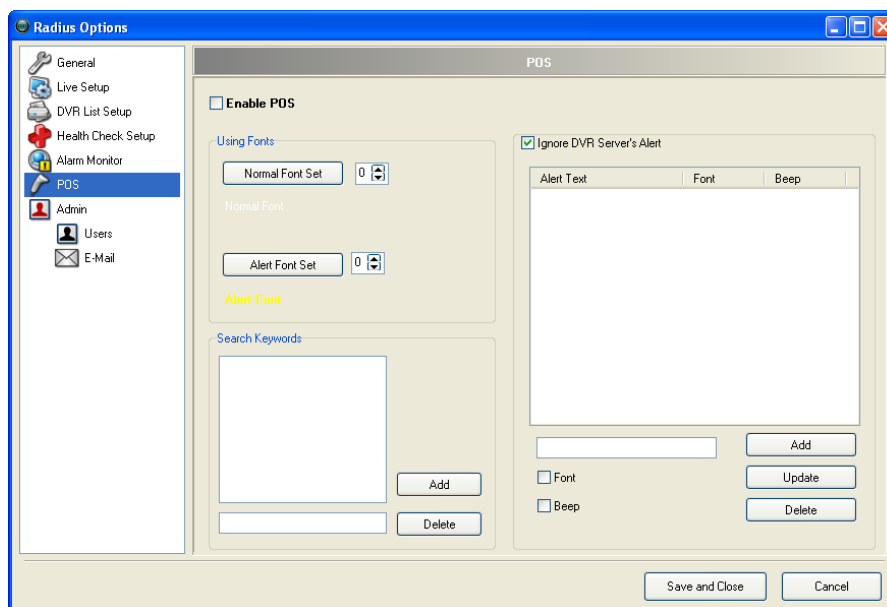 Radius Options
General
Live Setup
DVR List Setup
Health Check Setup
Alarm Monitor
POS
Admin
Users
E-Mail
POS
Enable POS
Using Fonts
Normal Font Set
0
Normal Font
Alert Font Set
0
Alert Font
Search Keywords
Add
Delete
Ignore DVR Server's Alert
Alert Text Font Beep
Add
Font
Update
Beep
Delete
Save and Close
Cancel